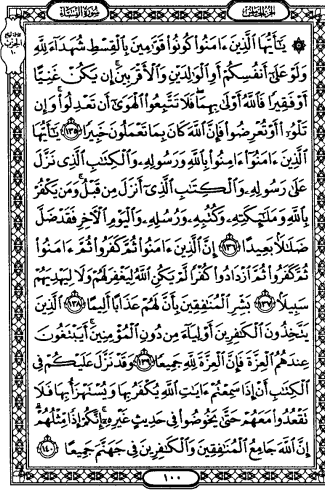 سُورَةُ النِّسَاءِ
الجزء الخامس
يَٰٓأَيُّهَا ٱلَّذِينَ ءَامَنُوا۟ كُونُوا۟ قَوَّٰمِينَ بِٱلْقِسْطِ شُهَدَآءَ لِلَّهِ
وَلَوْ عَلَىٰٓ أَنفُسِكُمْ أَوِ ٱلْوَٰلِدَيْنِ وَٱلْأَقْرَبِينَ ۚ إِن يَكُنْ غَنِيًّا
أَوْ فَقِيرًا فَٱللَّهُ أَوْلَىٰ بِهِمَا ۖ فَلَا تَتَّبِعُوا۟ ٱلْهَوَىٰٓ أَن تَعْدِلُوا۟ ۚ وَإِن
تَلْوُۥٓا۟ أَوْ تُعْرِضُوا۟ فَإِنَّ ٱللَّهَ كَانَ بِمَا تَعْمَلُونَ خَبِيرًا ١٣٥ يَٰٓأَيُّهَا
ٱلَّذِينَ ءَامَنُوٓا۟ ءَامِنُوا۟ بِٱللَّهِ وَرَسُولِهِۦ وَٱلْكِتَٰبِ ٱلَّذِى نَزَّلَ
عَلَىٰ رَسُولِهِۦ وَٱلْكِتَٰبِ ٱلَّذِىٓ أَنزَلَ مِن قَبْلُ ۚ وَمَن يَكْفُرْ
بِٱللَّهِ وَمَلَٰٓئِكَتِهِۦ وَكُتُبِهِۦ وَرُسُلِهِۦ وَٱلْيَوْمِ ٱلْءَاخِرِ فَقَدْ ضَلَّ
ضَلَٰلًۢا بَعِيدًا ١٣٦ إِنَّ ٱلَّذِينَ ءَامَنُوا۟ ثُمَّ كَفَرُوا۟ ثُمَّ ءَامَنُوا۟
ثُمَّ كَفَرُوا۟ ثُمَّ ٱزْدَادُوا۟ كُفْرًا لَّمْ يَكُنِ ٱللَّهُ لِيَغْفِرَ لَهُمْ وَلَا لِيَهْدِيَهُمْ
سَبِيلًۢا ١٣٧ بَشِّرِ ٱلْمُنَٰفِقِينَ بِأَنَّ لَهُمْ عَذَابًا أَلِيمًا ١٣٨ ٱلَّذِينَ
يَتَّخِذُونَ ٱلْكَٰفِرِينَ أَوْلِيَآءَ مِن دُونِ ٱلْمُؤْمِنِينَ ۚ أَيَبْتَغُونَ
عِندَهُمُ ٱلْعِزَّةَ فَإِنَّ ٱلْعِزَّةَ لِلَّهِ جَمِيعًا ١٣٩ وَقَدْ نَزَّلَ عَلَيْكُمْ فِى
ٱلْكِتَٰبِ أَنْ إِذَا سَمِعْتُمْ ءَايَٰتِ ٱللَّهِ يُكْفَرُ بِهَا وَيُسْتَهْزَأُ بِهَا فَلَا
تَقْعُدُوا۟ مَعَهُمْ حَتَّىٰ يَخُوضُوا۟ فِى حَدِيثٍ غَيْرِهِۦٓ ۚ إِنَّكُمْ إِذًا مِّثْلُهُمْ ۗ
إِنَّ ٱللَّهَ جَامِعُ ٱلْمُنَٰفِقِينَ وَٱلْكَٰفِرِينَ فِى جَهَنَّمَ جَمِيعًا ١٤٠
١٠٠